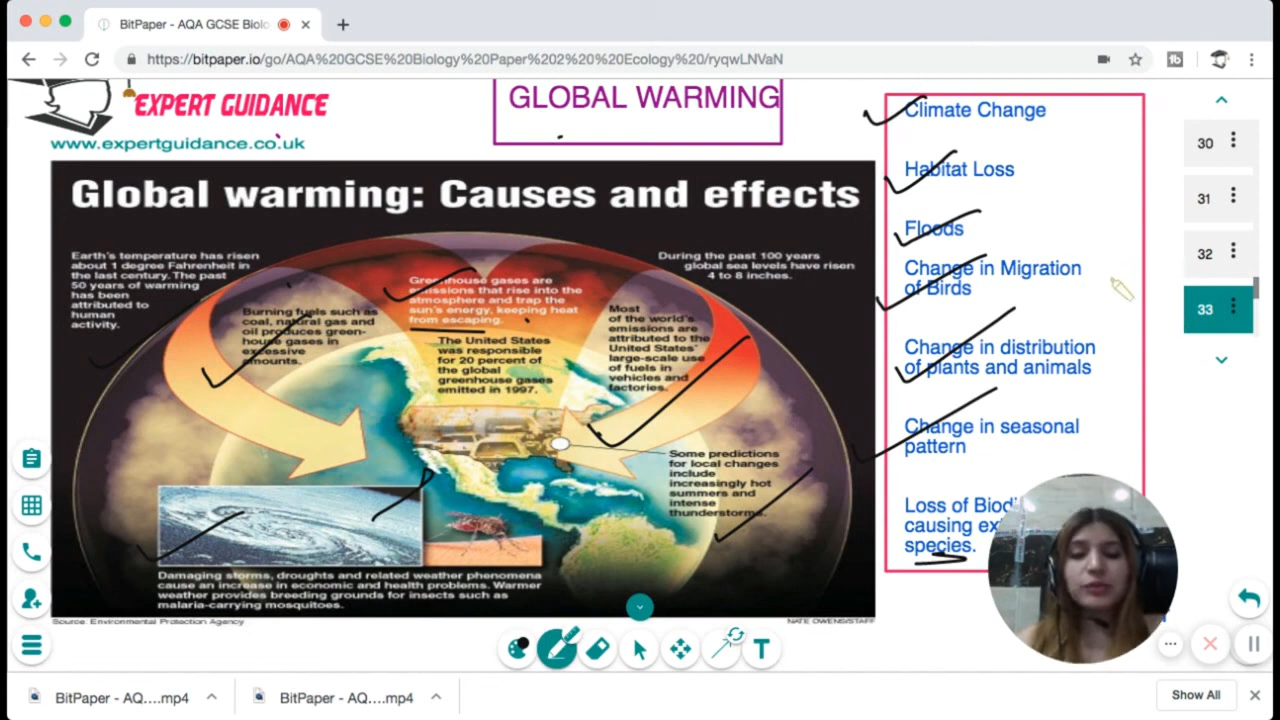 BitPaper - AQA GCSE Biolo
https://bitpaper.io/go/AQA%20GCSE%20Biology%20Paper%202%20%20Ecology%20/ryqwLNVaN
EXPERT GUIDANCE
www.expertguidance.co.uk
GLOBAL WARMING
Global warming: Causes and effects
Earth's temperature has risen
about 1 degree Fahrenheit in
the last century. The past
50 years of warming
has been
attributed to
human
activity.
Burning fuels such as
coal, natural gas and
oil produces green-
house gases in
excessive
amounts.
Greenhouse gases are
emissions that rise into the
atmosphere and trap the
sun's energy, keeping heat
from escaping.
The United States
was responsible
for 20 percent of
the global
greenhouse gases
emitted in 1997.
Most
of the world's
emissions are
attributed to the
United States'
large-scale use
of fuels in
vehicles and
factories.
During the past 100 years
global sea levels have risen
4 to 8 inches.
Some predictions
for local changes
include
increasingly hot
summers and
intense
thunderstorms.
Damaging storms, droughts and related weather phenomena
cause an increase in economic and health problems. Warmer
weather provides breeding grounds for insects such as
malaria-carrying mosquitoes.
Source: Environmental Protection Agency
NATE OWENS/STAFF
Climate Change
Habitat Loss
Floods
Change in Migration
of Birds
Change in distribution
of plants and animals
Change in seasonal
pattern
Loss of Biodi
causing ex
species.
30
31
32
33
T
BitPaper - AQ....mp4
BitPaper - AQ....mp4
Show All